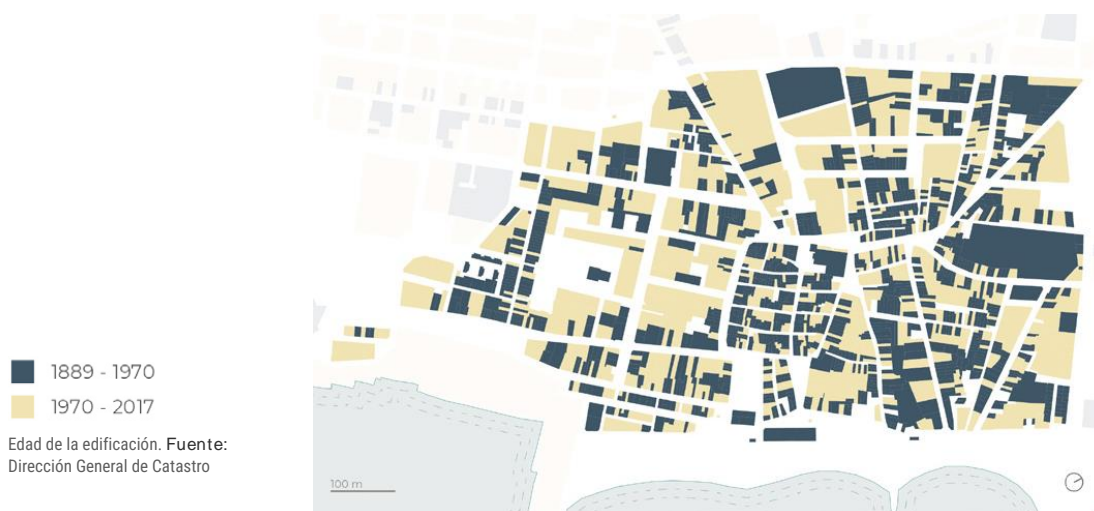 1889 - 1970
1970 - 2017
Edad de la edificación. Fuente:
Dirección General de Catastro
100 m